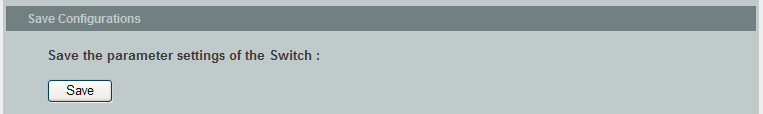 Save Configurations
Save the parameter settings of the Switch :
Save